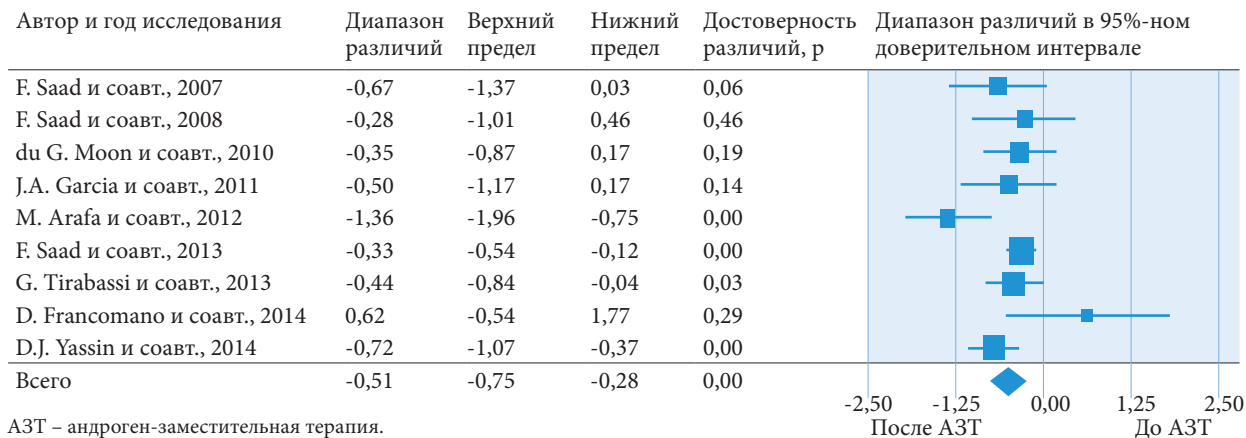 Автор и год исследования Диапазон различий Верхний предел Нижний предел Достоверность различий, p Диапазон различий в 95%-ном доверительном интервале
F. Saad и соавт., 2007 -0,67 -1,37 0,03 0,06
F. Saad и соавт., 2008 -0,28 -1,01 0,46 0,46
du G. Moon и соавт., 2010 -0,35 -0,87 0,17 0,19
J.A. Garcia и соавт., 2011 -0,50 -1,17 0,17 0,14
M. Arafa и соавт., 2012 -1,36 -1,96 -0,75 0,00
F. Saad и соавт., 2013 -0,33 -0,54 -0,12 0,00
G. Tirabassi и соавт., 2013 -0,44 -0,84 -0,04 0,03
D. Francomano и соавт., 2014 0,62 -0,54 1,77 0,29
D.J. Yassin и соавт., 2014 -0,72 -1,07 -0,37 0,00
Всего -0,51 -0,75 -0,28 0,00
-2,50 -1,25 0,00 1,25 2,50
После АЗТ До АЗТ
АЗТ – андроген-заместительная терапия.